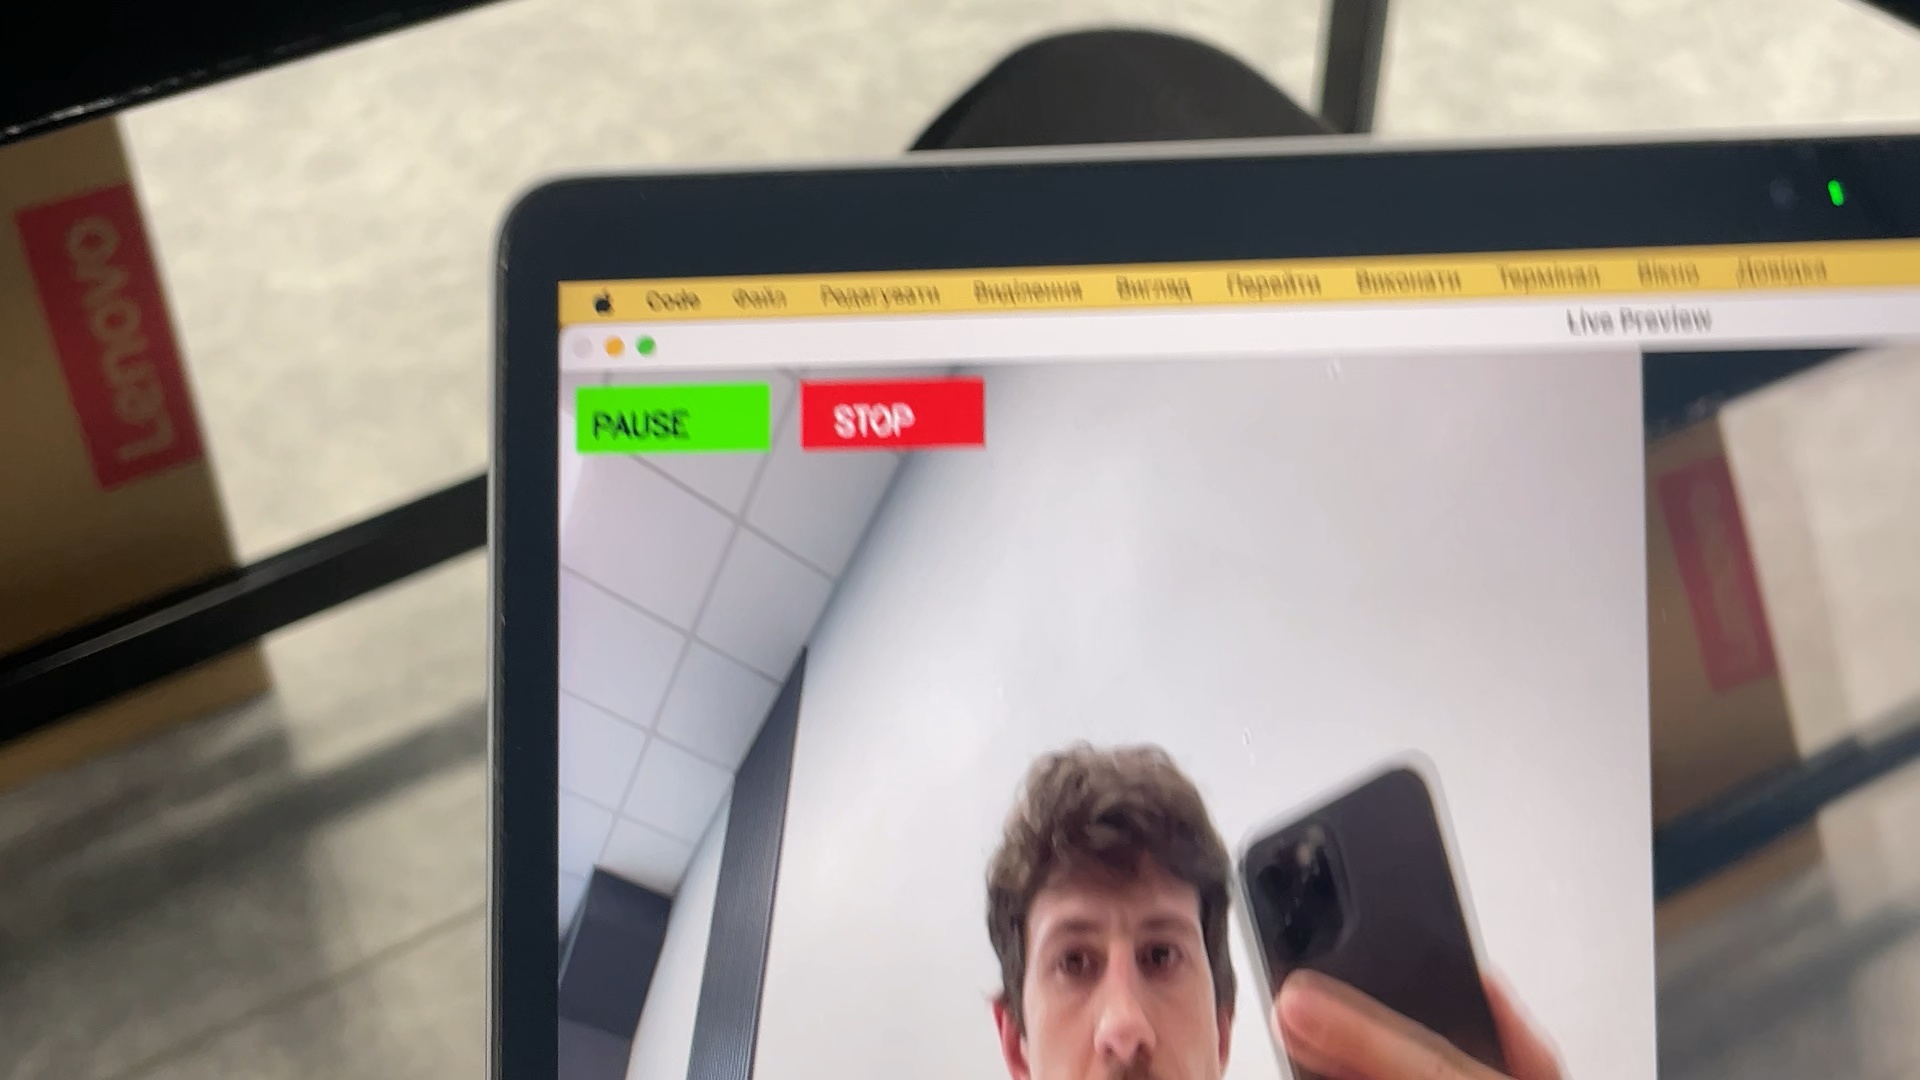 Lenovo
Code Файл Редагувати Виділення Вигляд Перейти Виконати Термінал Вікно Довідка
Live Preview
PAUSE STOP